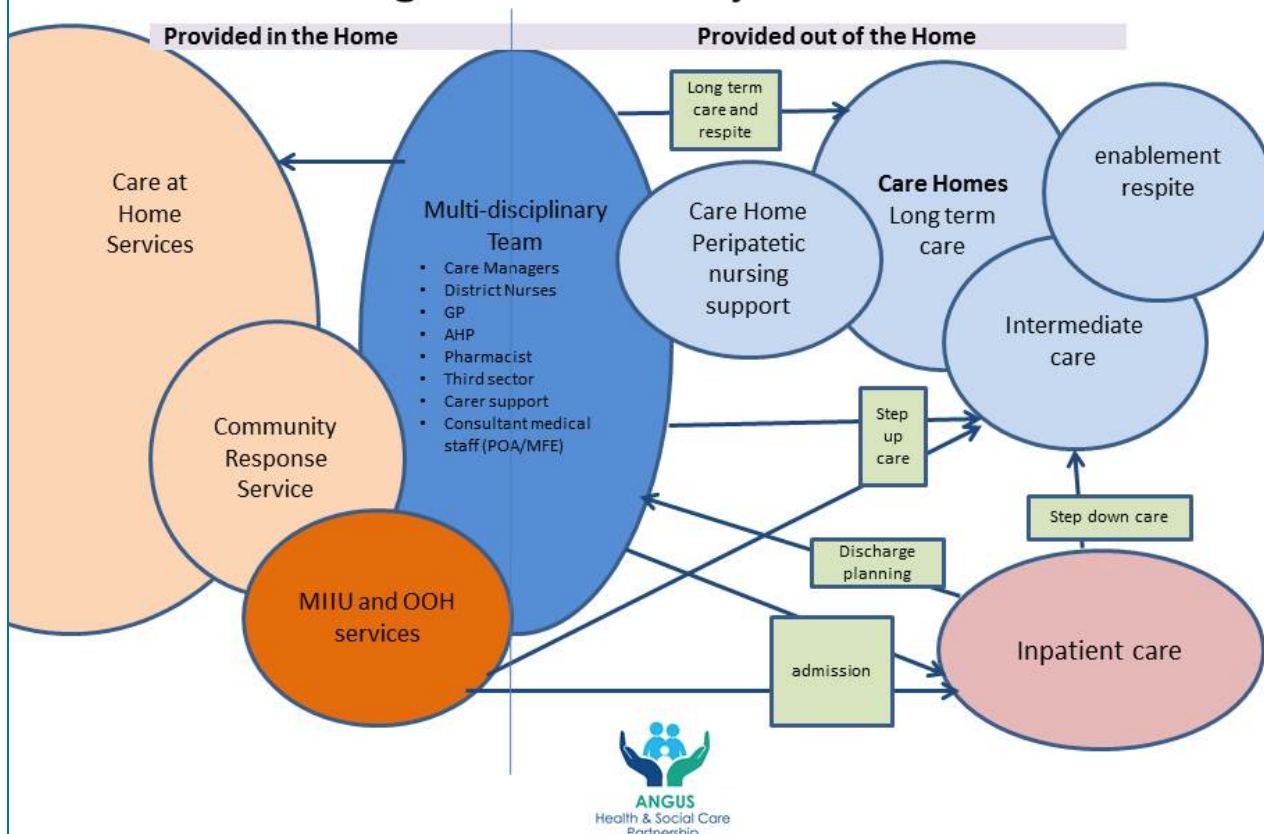 Provided in the Home
Provided out of the Home
Care at
Home
Services
Community
Response
Service
MIIU and OOH
services
Multi-disciplinary
Team
• Care Managers
• District Nurses
• GP
• AHP
• Pharmacist
• Third sector
• Carer support
• Consultant medical
staff (POA/MFE)
Long term
care and
respite
Care Home
Peripatetic
nursing
support
Care Homes
Long term
care
enablement
respite
Intermediate
care
Step
up
care
Step down care
Discharge
planning
admission
Inpatient care
ANGUS
Health & Social Care
Partnership